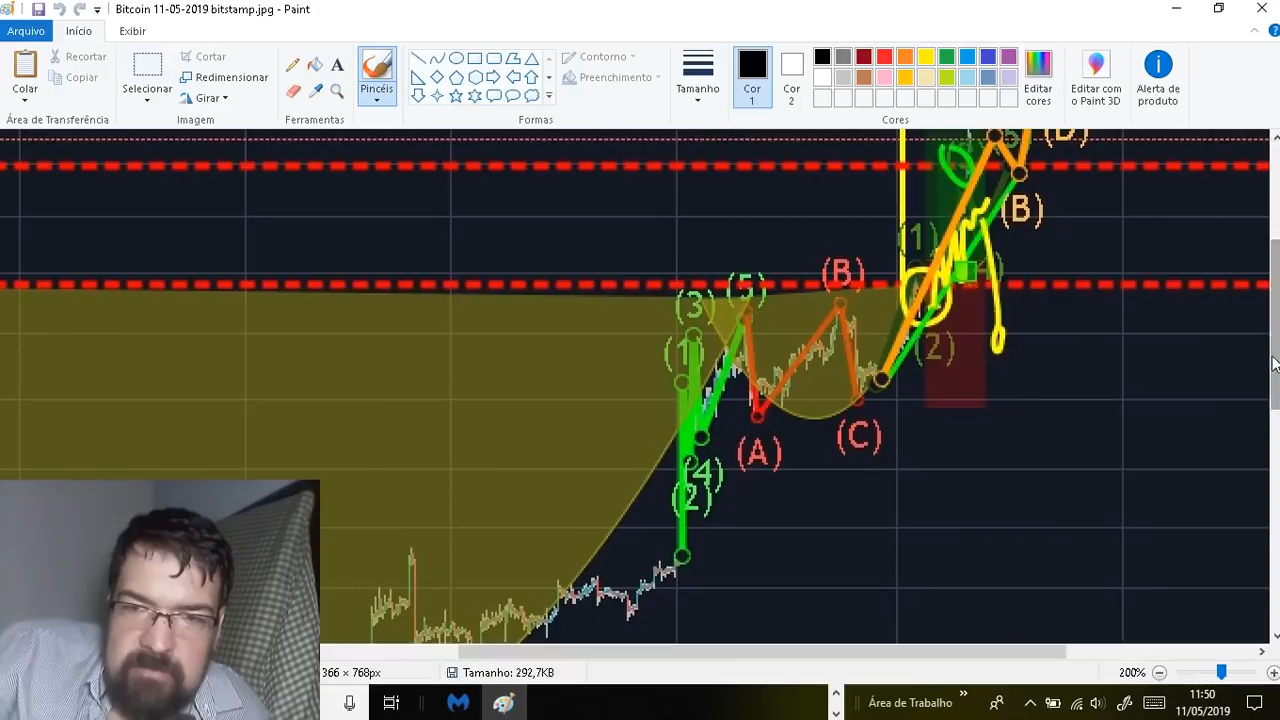 Bitcoin 11-05-2019 bitstamp.jpg - Paint
Arquivo Início Exibir
Colar
Recortar
Copiar
Área de Transferência
Selecionar
Cortar
Redimensionar
Girar
Imagem
A
Ferramentas
Pincéis
Contorno
Preenchimento
Formas
Tamanho
Cor 1
Cor 2
Editar cores
Cores
Editar com o Paint 3D
Alerta de produto
(D)
(B)
(1)
(B)
(5)
(3)
(1)
(2)
(A)
(C)
(4)
(2)
366 × 768px
Tamanho: 292,7KB
200%
Área de Trabalho
11:50
11/05/2019